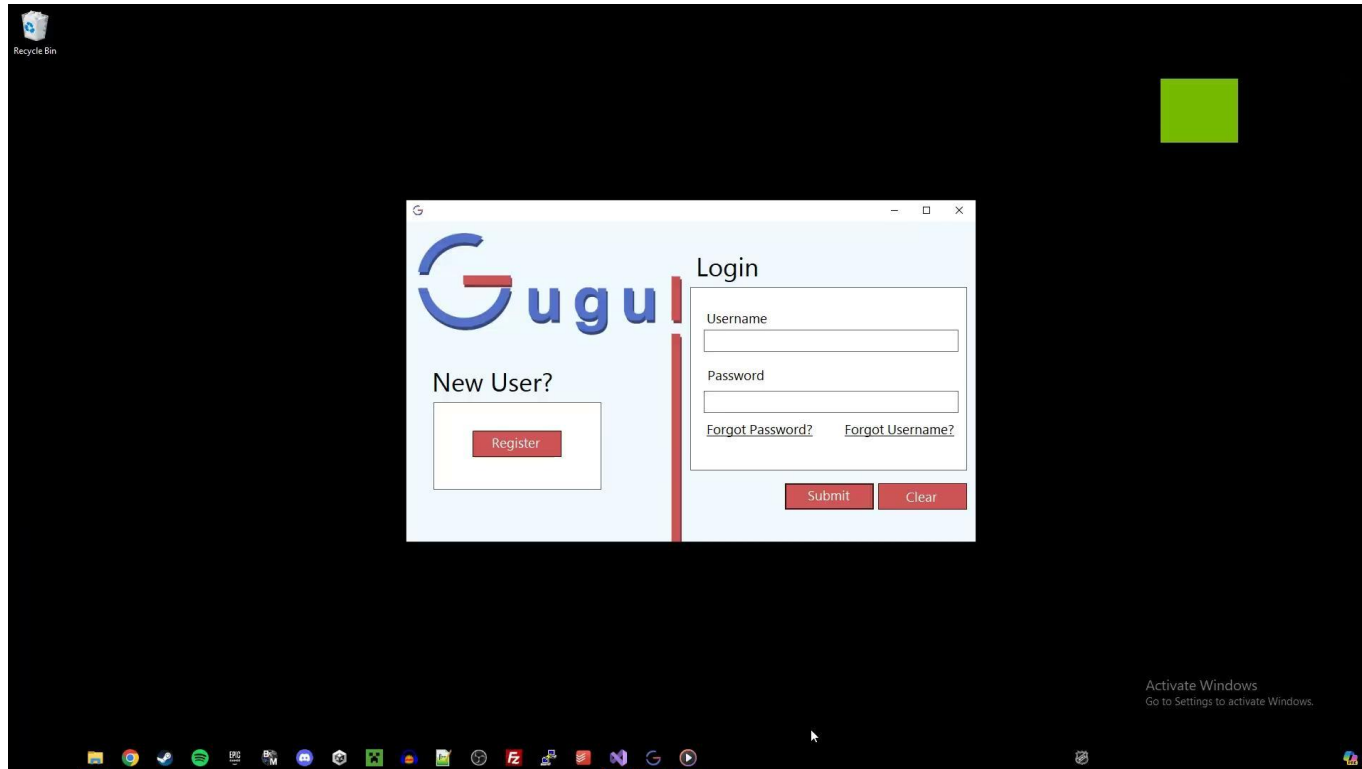 Recycle Bin
Gugul
Login
Username
Password
Forgot Password? Forgot Username?
Submit Clear
New User?
Register
Activate Windows
Go to Settings to activate Windows.